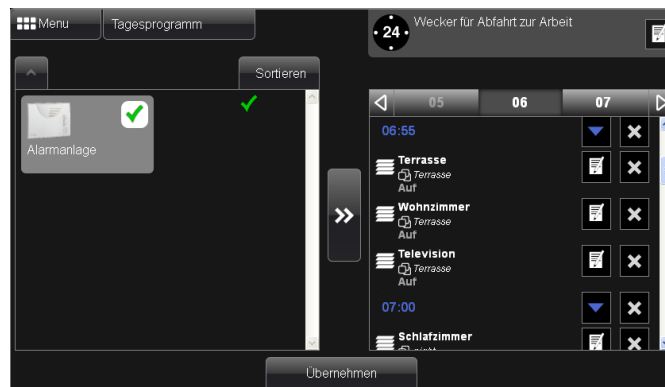 Menu
Tagesprogramm
24
Wecker für Abfahrt zur Arbeit
Sortieren
Alarmanlage
05 06 07
06:55
Terrasse
Terrasse
Auf
Wohnzimmer
Terrasse
Auf
Television
Terrasse
Auf
07:00
Schlafzimmer
Übernehmen